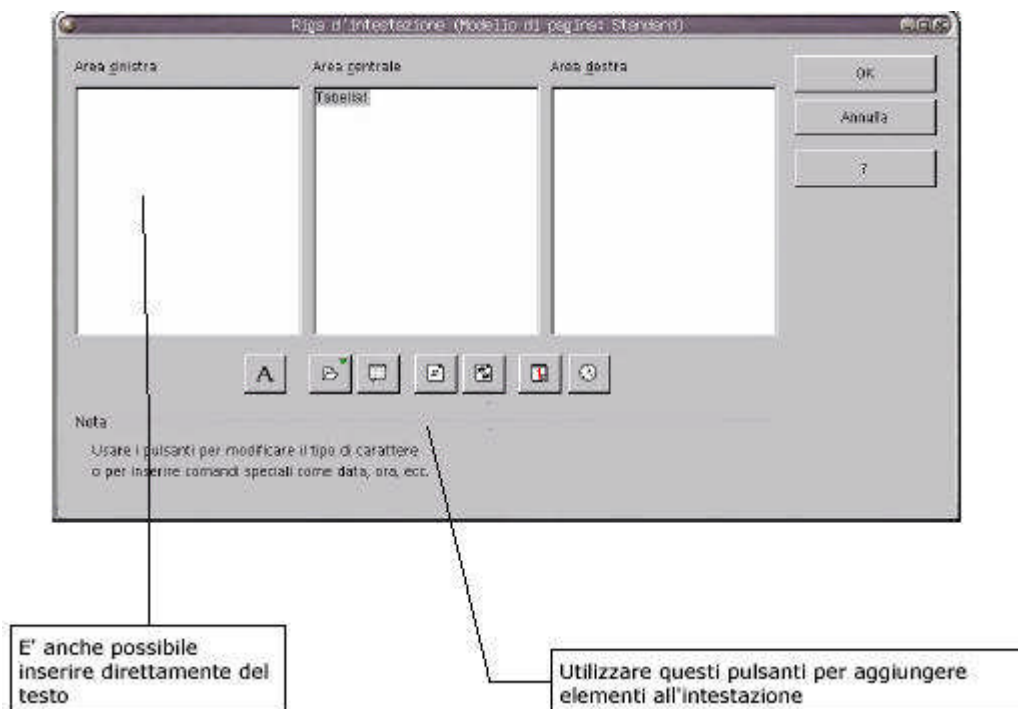 Riga d'intestazione (Modello di pagina: Standard)
Area sinistra
Area centrale
Area destra
OK
Tabella1
Annulla
?
A
Nota
Usare i pulsanti per modificare il tipo di carattere
o per inserire comandi speciali come data, ora, ecc.
E' anche possibile
inserire direttamente del
testo
Utilizzare questi pulsanti per aggiungere
elementi all'intestazione